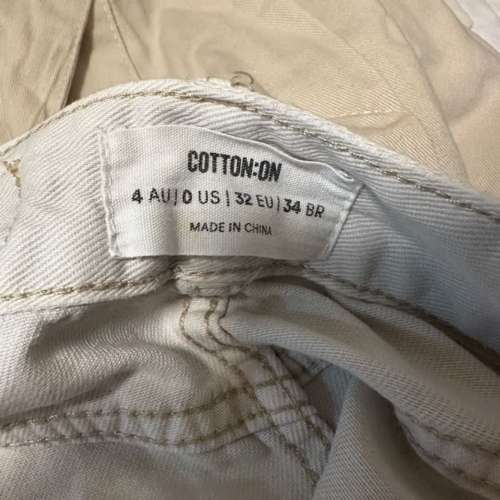 COTTON:ON
4 AU|0 US|32 EU|34 BR
MADE IN CHINA